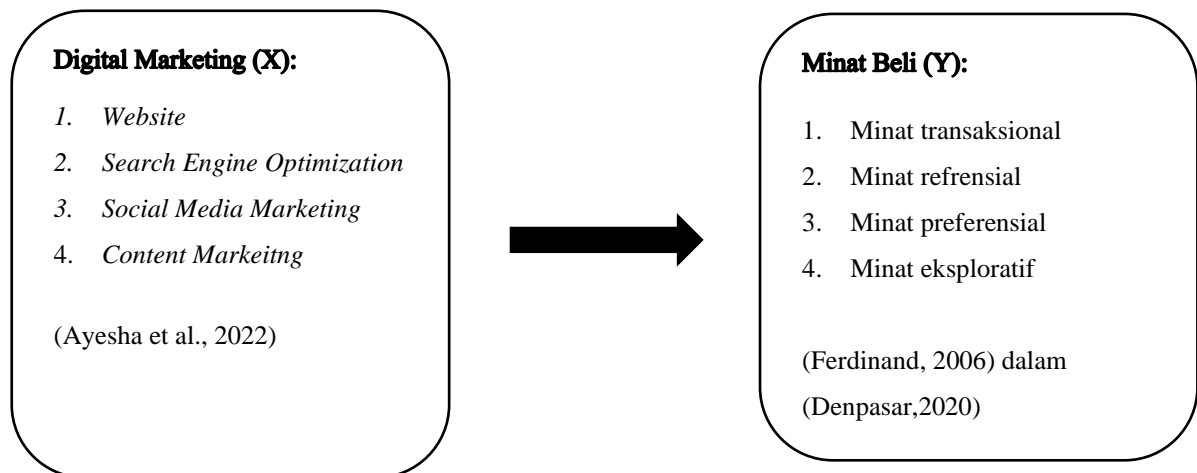 Digital Marketing (X):
1. Website
2. Search Engine Optimization
3. Social Media Marketing
4. Content Markeitng
(Ayesha et al., 2022)
Minat Beli (Y):
1. Minat transaksional
2. Minat refrensial
3. Minat preferensial
4. Minat eksploratif
(Ferdinand, 2006) dalam
(Denpasar,2020)